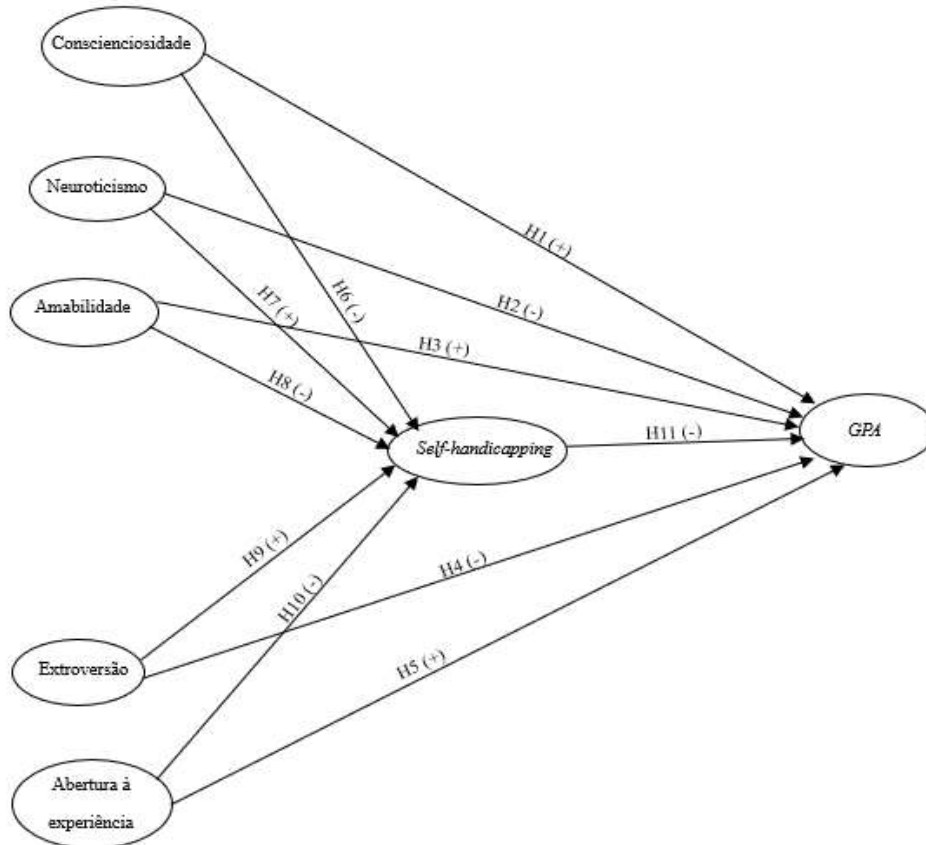 Conscienciosidade
Neuroticismo
H1 (+)
H7 (+)
H6 (-)
H2 (-)
Amabilidade
H3 (+)
H8 (-)
Self-handicapping
H11 (-)
GPA
H9 (+)
H10 (-)
H4 (-)
Extroversão
H5 (+)
Abertura à
experiência